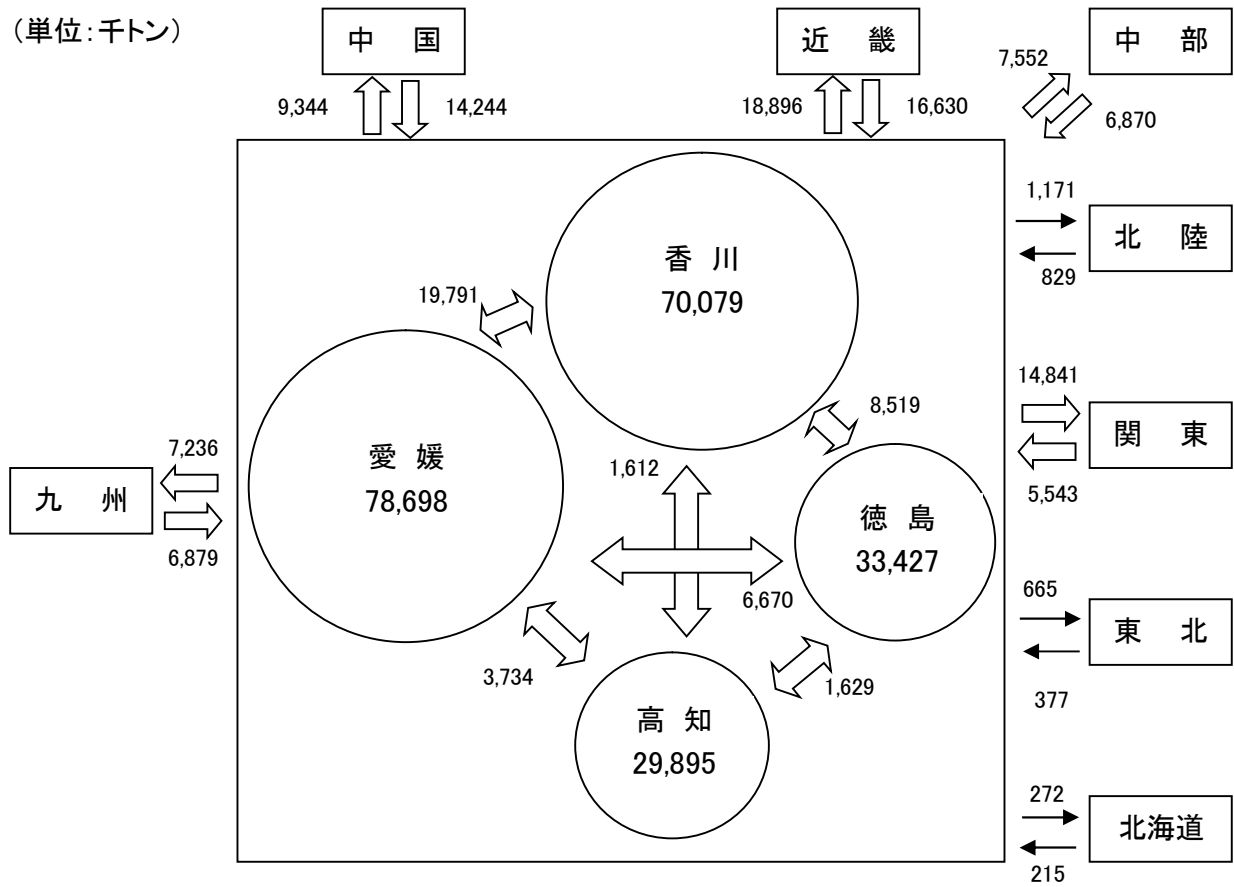 (単位：千トン)
中 国
近 畿
中 部
9,344
14,244
18,896
16,630
7,552
6,870
1,171
北 陸
829
香 川
70,079
19,791
14,841
関 東
5,543
8,519
愛 媛
78,698
7,236
九 州
6,879
1,612
徳 島
33,427
6,670
665
東 北
377
3,734
1,629
高 知
29,895
272
北海道
215